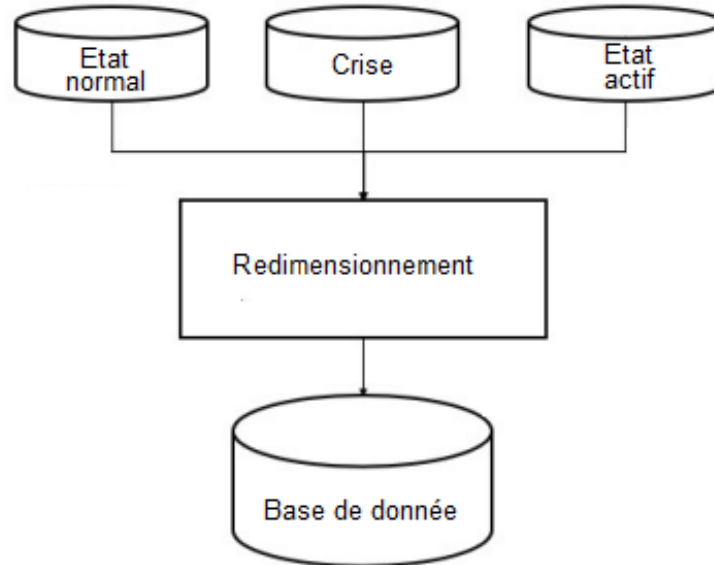 Etat
normal
Crise
Etat
actif
Redimensionnement
Base de donnée